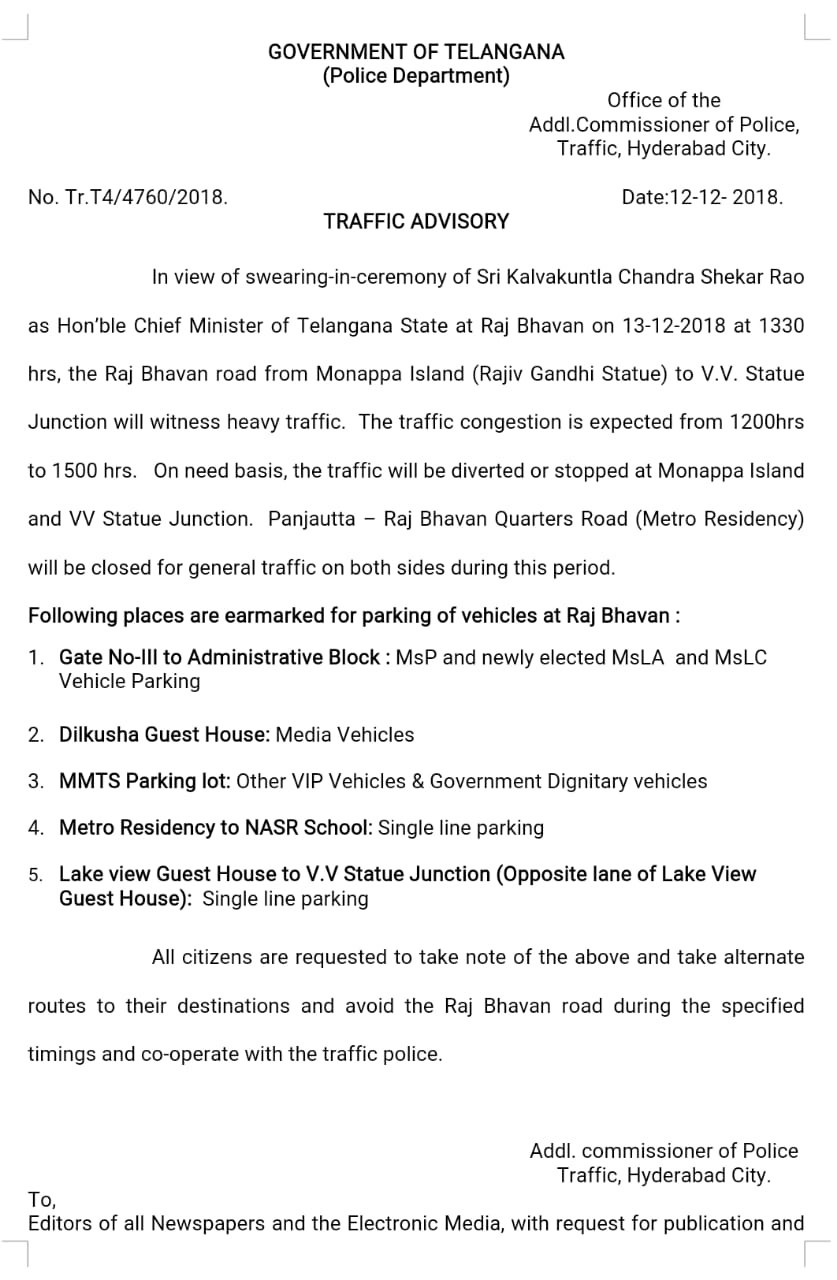 GOVERNMENT OF TELANGANA
(Police Department)
Office of the
Addl.Commissioner of Police,
Traffic, Hyderabad City.
No. Tr.T4/4760/2018. Date:12-12- 2018.
TRAFFIC ADVISORY
In view of swearing-in-ceremony of Sri Kalvakuntla Chandra Shekar Rao
as Hon’ble Chief Minister of Telangana State at Raj Bhavan on 13-12-2018 at 1330
hrs, the Raj Bhavan road from Monappa Island (Rajiv Gandhi Statue) to V.V. Statue
Junction will witness heavy traffic. The traffic congestion is expected from 1200hrs
to 1500 hrs. On need basis, the traffic will be diverted or stopped at Monappa Island
and VV Statue Junction. Panjautta – Raj Bhavan Quarters Road (Metro Residency)
will be closed for general traffic on both sides during this period.
Following places are earmarked for parking of vehicles at Raj Bhavan :
1. Gate No-III to Administrative Block : MsP and newly elected MsLA and MsLC
Vehicle Parking
2. Dilkusha Guest House: Media Vehicles
3. MMTS Parking lot: Other VIP Vehicles & Government Dignitary vehicles
4. Metro Residency to NASR School: Single line parking
5. Lake view Guest House to V.V Statue Junction (Opposite lane of Lake View
Guest House): Single line parking
All citizens are requested to take note of the above and take alternate
routes to their destinations and avoid the Raj Bhavan road during the specified
timings and co-operate with the traffic police.
Addl. commissioner of Police
Traffic, Hyderabad City.
To,
Editors of all Newspapers and the Electronic Media, with request for publication and